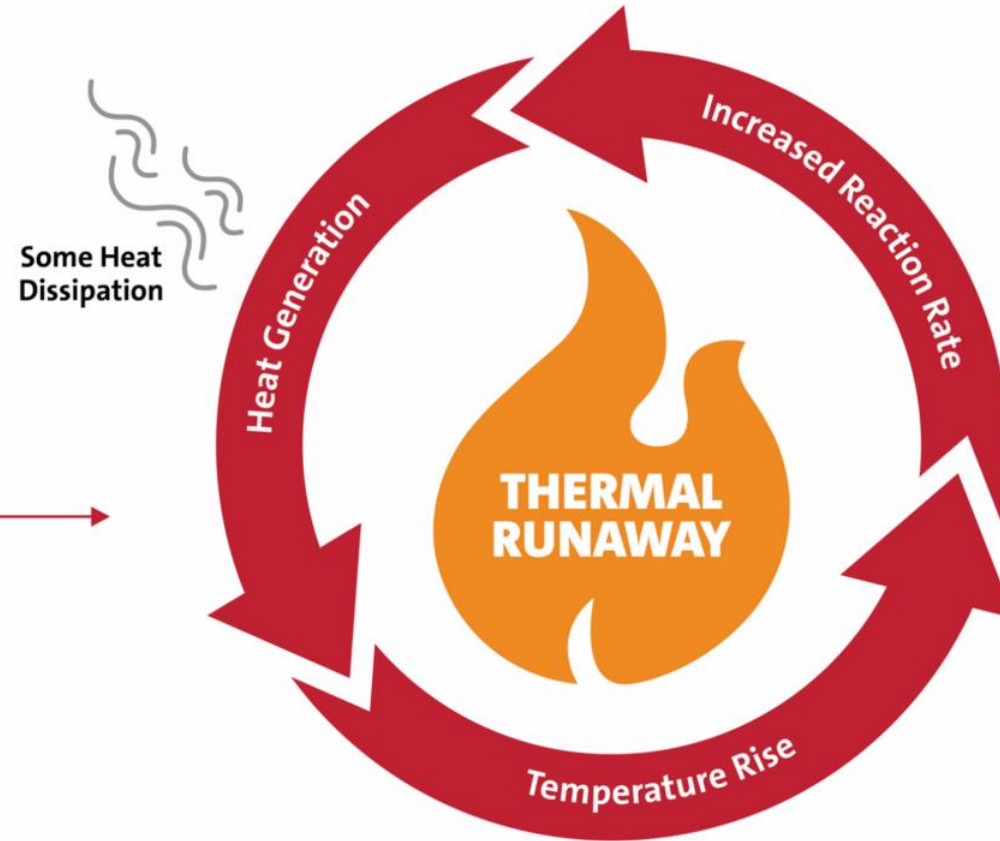 Some Heat
Dissipation
Heat Generation
Increased Reaction Rate
THERMAL
RUNAWAY
Temperature Rise